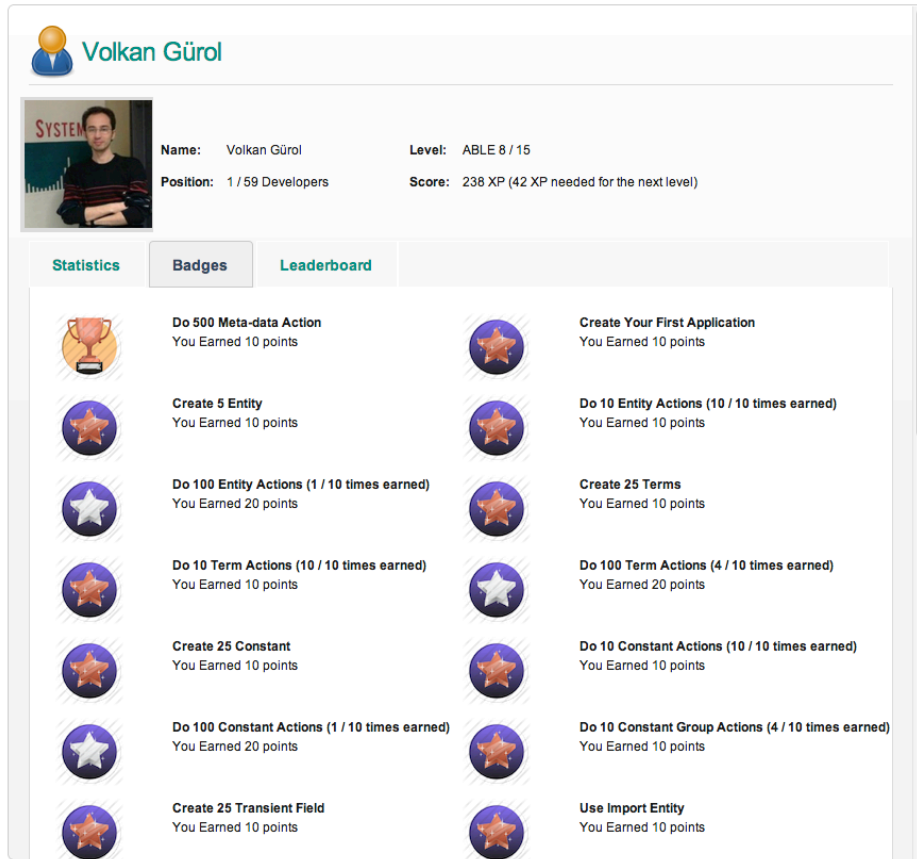 Volkan Gürol
SYSTEM
Name: Volkan Gürol
Level: ABLE 8 / 15
Position: 1 / 59 Developers
Score: 238 XP (42 XP needed for the next level)
Statistics
Badges
Leaderboard
Do 500 Meta-data Action
You Earned 10 points
Create Your First Application
You Earned 10 points
Create 5 Entity
You Earned 10 points
Do 10 Entity Actions (10 / 10 times earned)
You Earned 10 points
Do 100 Entity Actions (1 / 10 times earned)
You Earned 20 points
Create 25 Terms
You Earned 10 points
Do 10 Term Actions (10 / 10 times earned)
You Earned 10 points
Do 100 Term Actions (4 / 10 times earned)
You Earned 20 points
Create 25 Constant
You Earned 10 points
Do 10 Constant Actions (10 / 10 times earned)
You Earned 10 points
Do 100 Constant Actions (1 / 10 times earned)
You Earned 20 points
Do 10 Constant Group Actions (4 / 10 times earned)
You Earned 10 points
Create 25 Transient Field
You Earned 10 points
Use Import Entity
You Earned 10 points